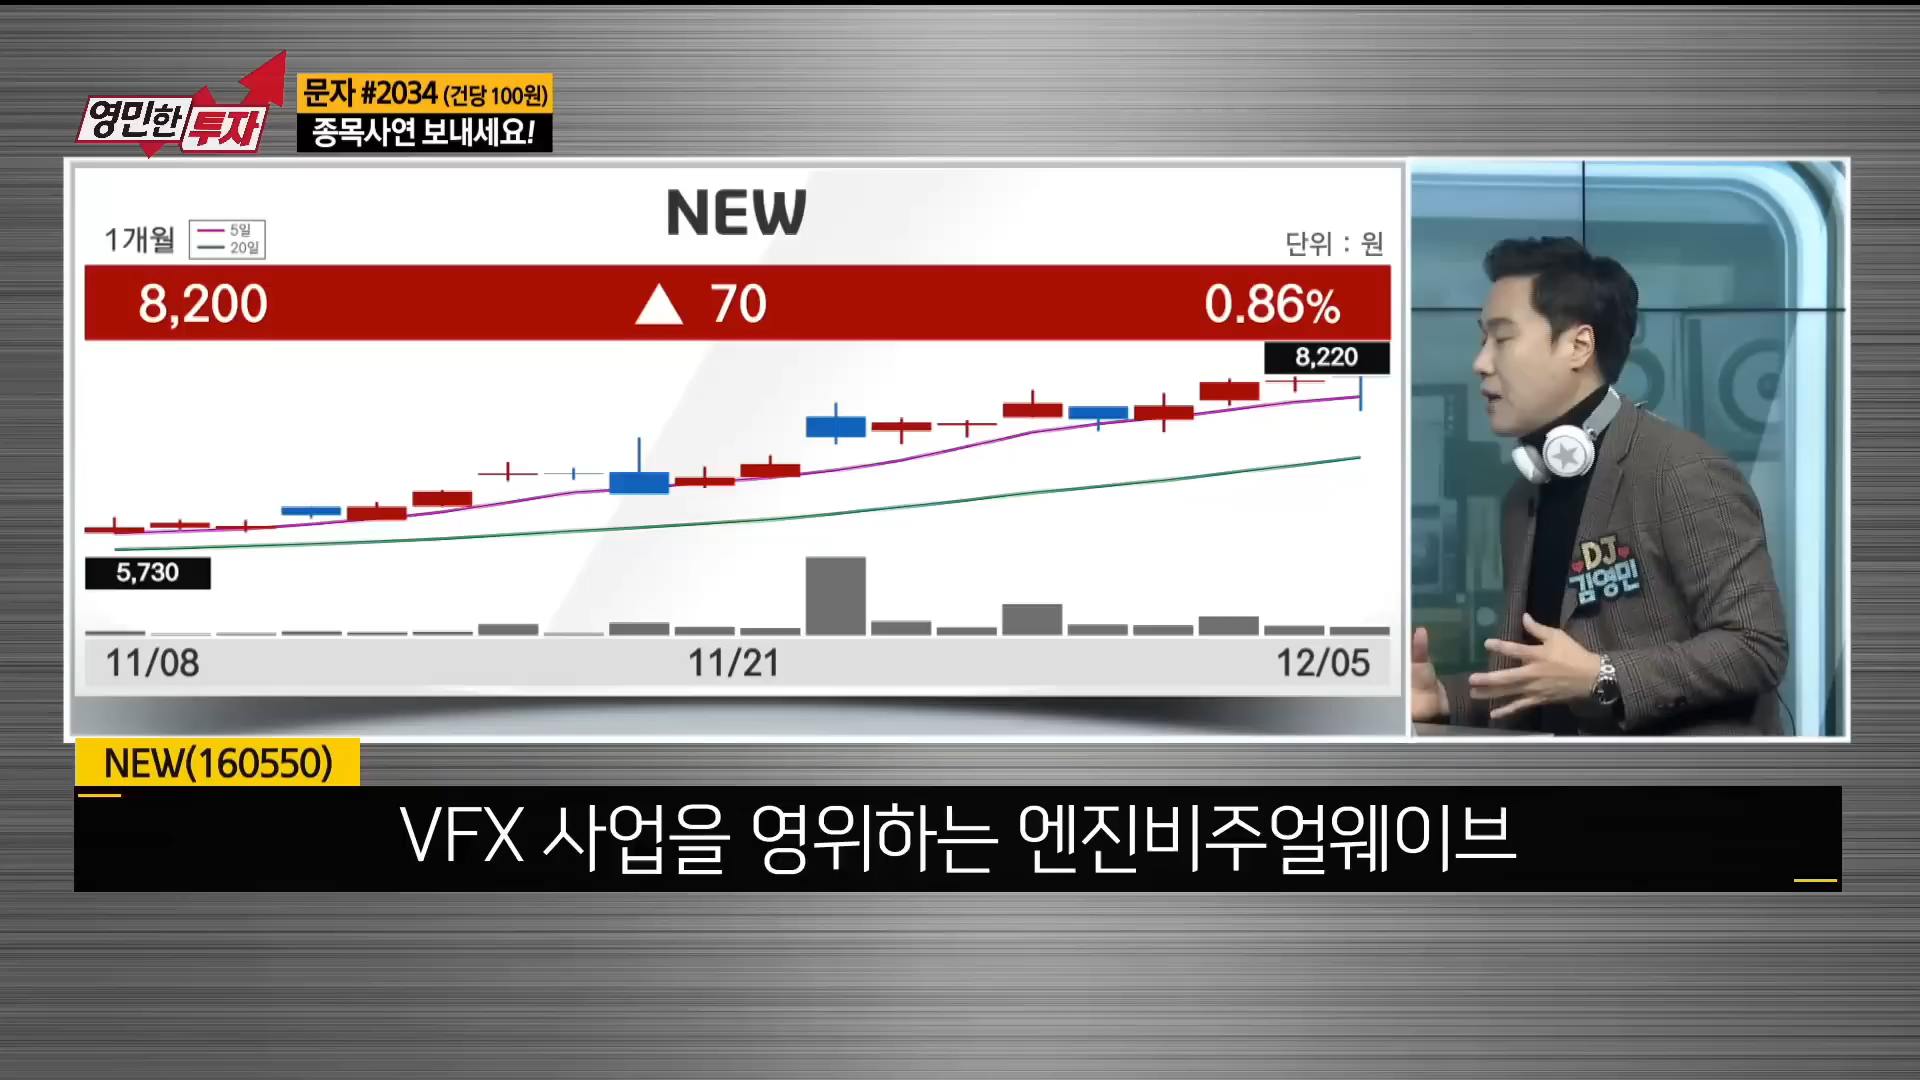 영민한 투자
문자 #2034 (건당 100원)
종목사연 보내세요!
NEW
1개월
5일
20일
단위 : 원
8,200 ▲ 70 0.86%
8,220
5,730
11/08 11/21 12/05
DJ
김영민
NEW(160550)
VFX 사업을 영위하는 엔진비주얼웨이브